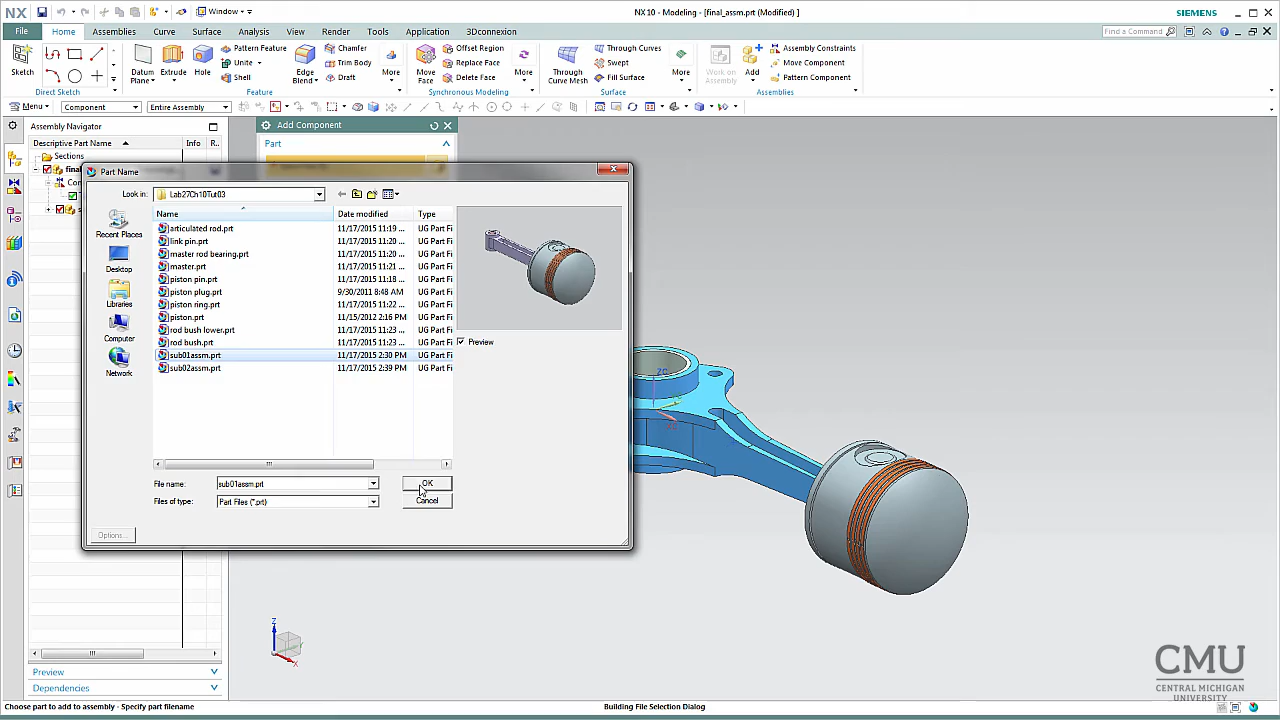 NX
Window
NX 10 - Modeling - [final_assm.prt (Modified) ]
SIEMENS
File
Home
Assemblies
Curve
Surface
Analysis
View
Render
Tools
Application
3Dconnexion
Find a Command
Sketch
Direct Sketch
Datum Plane
Extrude
Hole
Pattern Feature
Unite
Shell
Edge Blend
Chamfer
Trim Body
Draft
More
Feature
Move Face
Offset Region
Replace Face
Delete Face
More
Synchronous Modeling
Through Curve Mesh
Through Curves
Swept
Fill Surface
More
Surface
Work on Assembly
Add
Assembly Constraints
Move Component
Pattern Component
Assemblies
Menu
Component
Entire Assembly
Assembly Navigator
Descriptive Part Name
Info
R..
Sections
Add Component
Part
Part Name
Look in:
Lab27Ch10Tut03
Name
Date modified
Type
articulated rod.prt 11/17/2015 11:19 ... UG Part Fi
link pin.prt 11/17/2015 11:20 ... UG Part Fi
master rod bearing.prt 11/17/2015 11:20 ... UG Part Fi
master.prt 11/17/2015 11:21 ... UG Part Fi
piston pin.prt 11/17/2015 11:18 ... UG Part Fi
piston plug.prt 9/30/2011 8:48 AM UG Part Fi
piston ring.prt 11/17/2015 11:22 ... UG Part Fi
piston.prt 11/15/2012 2:16 PM UG Part Fi
rod bush lower.prt 11/17/2015 11:23 ... UG Part Fi
rod bush.prt 11/17/2015 11:23 ... UG Part Fi
sub01assm.prt 11/17/2015 2:30 PM UG Part Fi
sub02assm.prt 11/17/2015 2:39 PM UG Part Fi
Recent Places
Desktop
Libraries
Computer
Network
Preview
File name:
sub01assm.prt
OK
Files of type:
Part Files (*.prt)
Cancel
Options...
ZC
Z
X
Preview
Dependencies
CMU
CENTRAL MICHIGAN
UNIVERSITY
Choose part to add to assembly - Specify part filename
Building File Selection Dialog